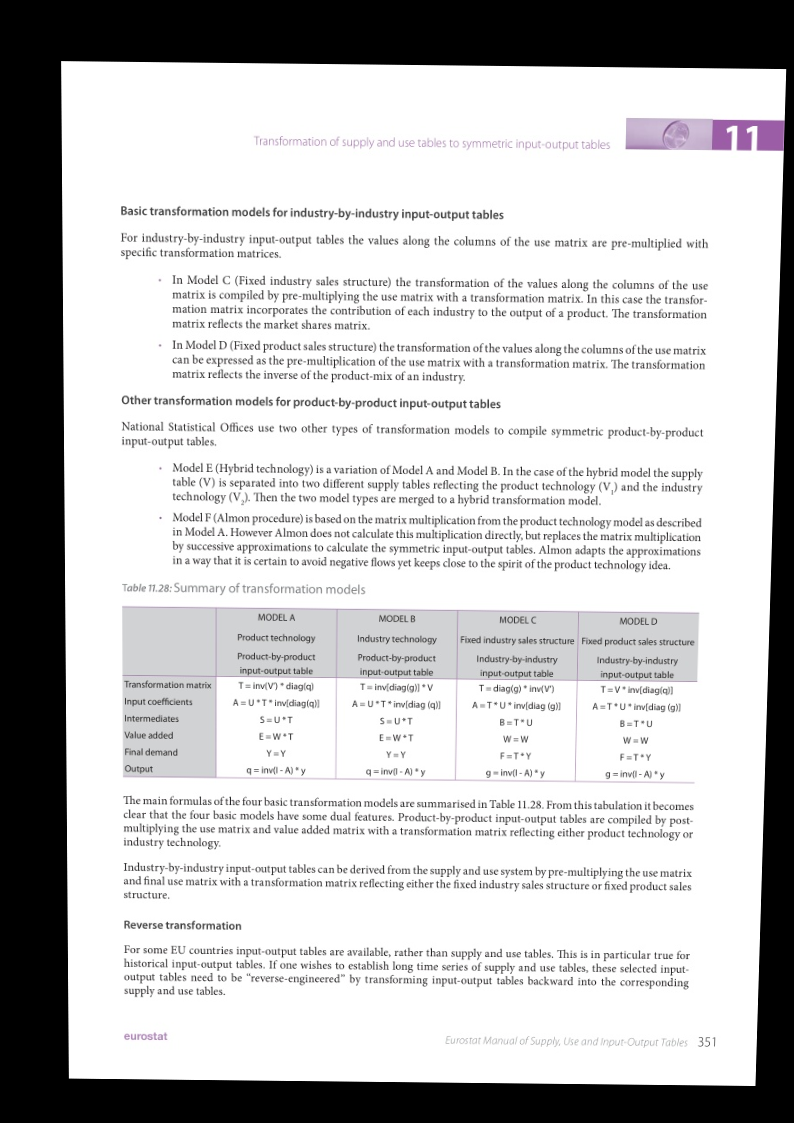 Transformation of supply and use tables to symmetric input-output tables
11
Basic transformation models for industry-by-industry input-output tables
For industry-by-industry input-output tables the values along the columns of the use matrix are pre-multiplied with
specific transformation matrices.
• In Model C (Fixed industry sales structure) the transformation of the values along the columns of the use
matrix is compiled by pre-multiplying the use matrix with a transformation matrix. In this case the transfor-
mation matrix incorporates the contribution of each industry to the output of a product. The transformation
matrix reflects the market shares matrix.
• In Model D (Fixed product sales structure) the transformation of the values along the columns of the use matrix
can be expressed as the pre-multiplication of the use matrix with a transformation matrix. The transformation
matrix reflects the inverse of the product-mix of an industry.
Other transformation models for product-by-product input-output tables
National Statistical Offices use two other types of transformation models to compile symmetric product-by-product
input-output tables.
• Model E (Hybrid technology) is a variation of Model A and Model B. In the case of the hybrid model the supply
table (V) is separated into two different supply tables reflecting the product technology (V1) and the industry
technology (V2). Then the two model types are merged to a hybrid transformation model.
• Model F (Almon procedure) is based on the matrix multiplication from the product technology model as described
in Model A. However Almon does not calculate this multiplication directly, but replaces the matrix multiplication
by successive approximations to calculate the symmetric input-output tables. Almon adapts the approximations
in a way that it is certain to avoid negative flows yet keeps close to the spirit of the product technology idea.
Table 11.28: Summary of transformation models
MODEL A MODEL B MODEL C MODEL D
Product technology Industry technology Fixed industry sales structure Fixed product sales structure
Product-by-product Product-by-product Industry-by-industry Industry-by-industry
input-output table input-output table input-output table input-output table
Transformation matrix T = inv(V') * diag(q) T = inv[diag(g)] * V T = diag(g) * inv(V') T = V * inv[diag(q)]
Input coefficients A = U * T * inv[diag(q)] A = U * T * inv[diag (q)] A = T * U * inv[diag (g)] A = T * U * inv[diag (g)]
Intermediates S = U * T S = U * T B = T * U B = T * U
Value added E = W * T E = W * T W = W W = W
Final demand Y = Y Y = Y F = T * Y F = T * Y
Output q = inv(I - A) * y q = inv(I - A) * y g = inv(I - A) * y g = inv(I - A) * y
The main formulas of the four basic transformation models are summarised in Table 11.28. From this tabulation it becomes
clear that the four basic models have some dual features. Product-by-product input-output tables are compiled by post-
multiplying the use matrix and value added matrix with a transformation matrix reflecting either product technology or
industry technology.
Industry-by-industry input-output tables can be derived from the supply and use system by pre-multiplying the use matrix
and final use matrix with a transformation matrix reflecting either the fixed industry sales structure or fixed product sales
structure.
Reverse transformation
For some EU countries input-output tables are available, rather than supply and use tables. This is in particular true for
historical input-output tables. If one wishes to establish long time series of supply and use tables, these selected input-
output tables need to be “reverse-engineered” by transforming input-output tables backward into the corresponding
supply and use tables.
eurostat
Eurostat Manual of Supply, Use and Input-Output Tables 351